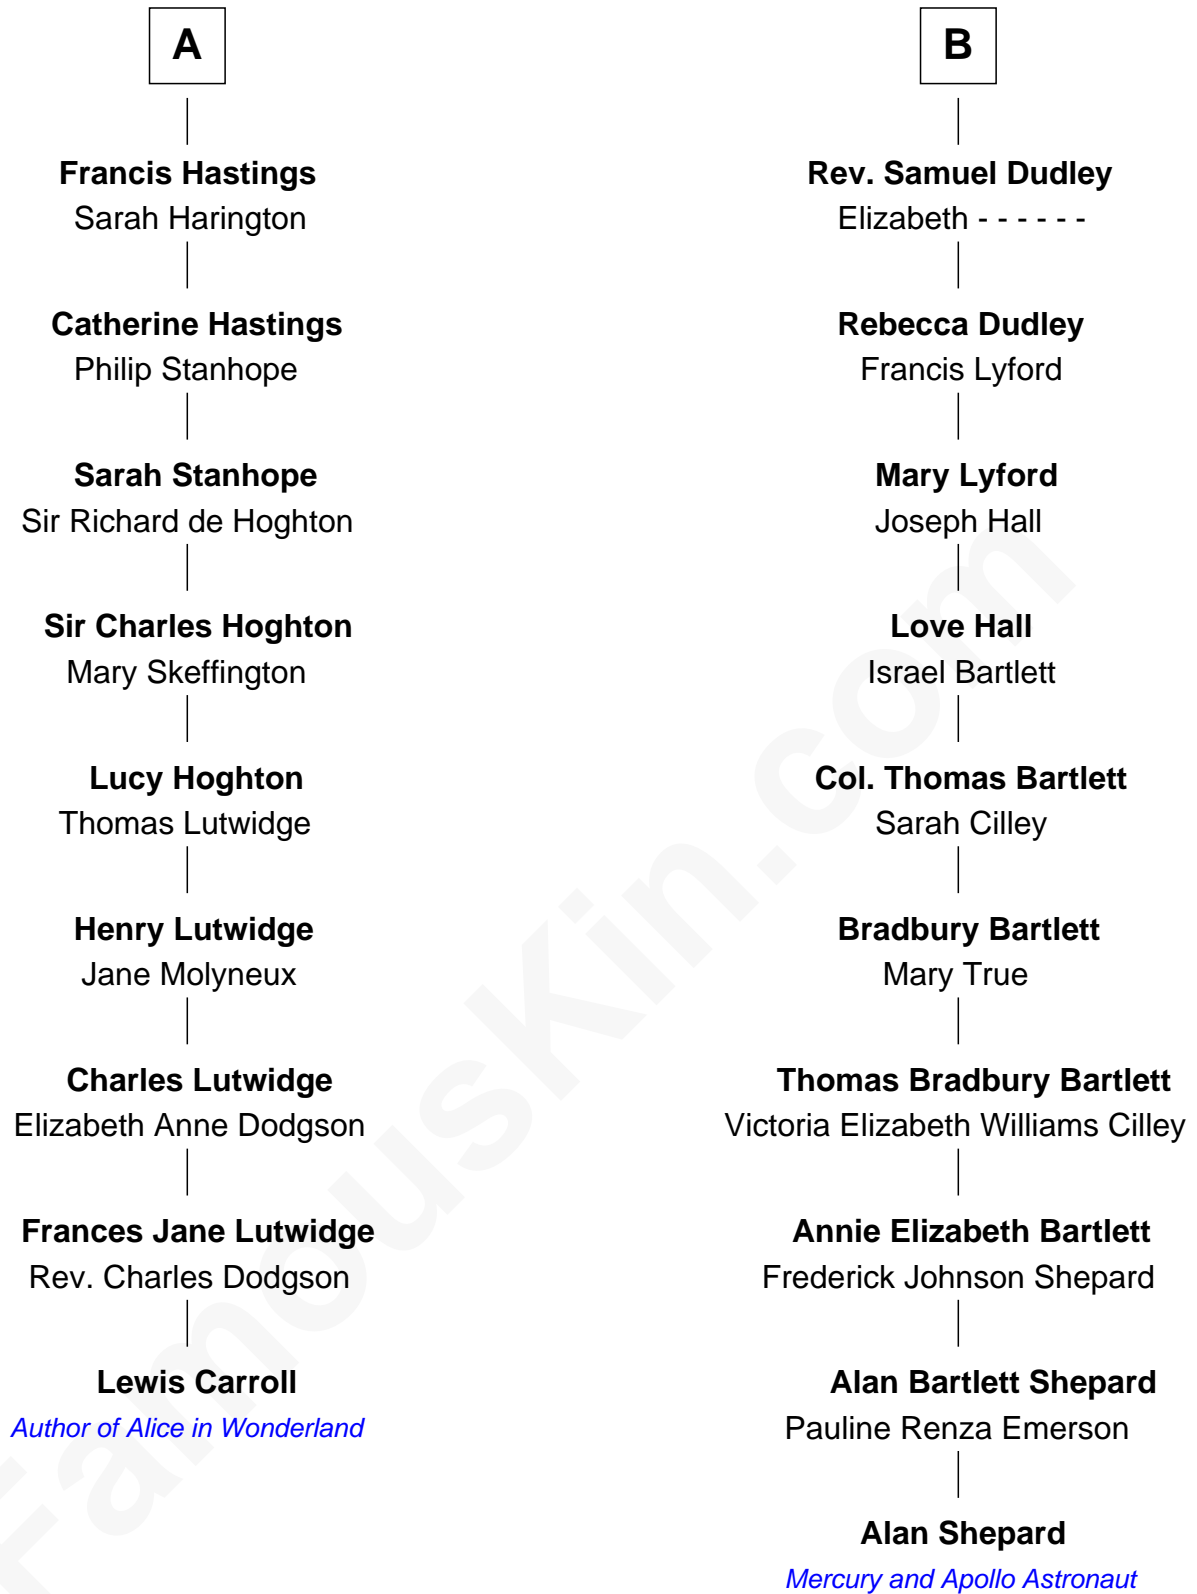 A
Francis Hastings
Sarah Harington
Catherine Hastings
Philip Stanhope
Sarah Stanhope
Sir Richard de Hoghton
Sir Charles Hoghton
Mary Skeffington
Lucy Hoghton
Thomas Lutwidge
Henry Lutwidge
Jane Molyneux
Charles Lutwidge
Elizabeth Anne Dodgson
Frances Jane Lutwidge
Rev. Charles Dodgson
Lewis Carroll
Author of Alice in Wonderland
B
Rev. Samuel Dudley
Elizabeth - - - - - -
Rebecca Dudley
Francis Lyford
Mary Lyford
Joseph Hall
Love Hall
Israel Bartlett
Col. Thomas Bartlett
Sarah Cilley
Bradbury Bartlett
Mary True
Thomas Bradbury Bartlett
Victoria Elizabeth Williams Cilley
Annie Elizabeth Bartlett
Frederick Johnson Shepard
Alan Bartlett Shepard
Pauline Renza Emerson
Alan Shepard
Mercury and Apollo Astronaut
FamousKin.com